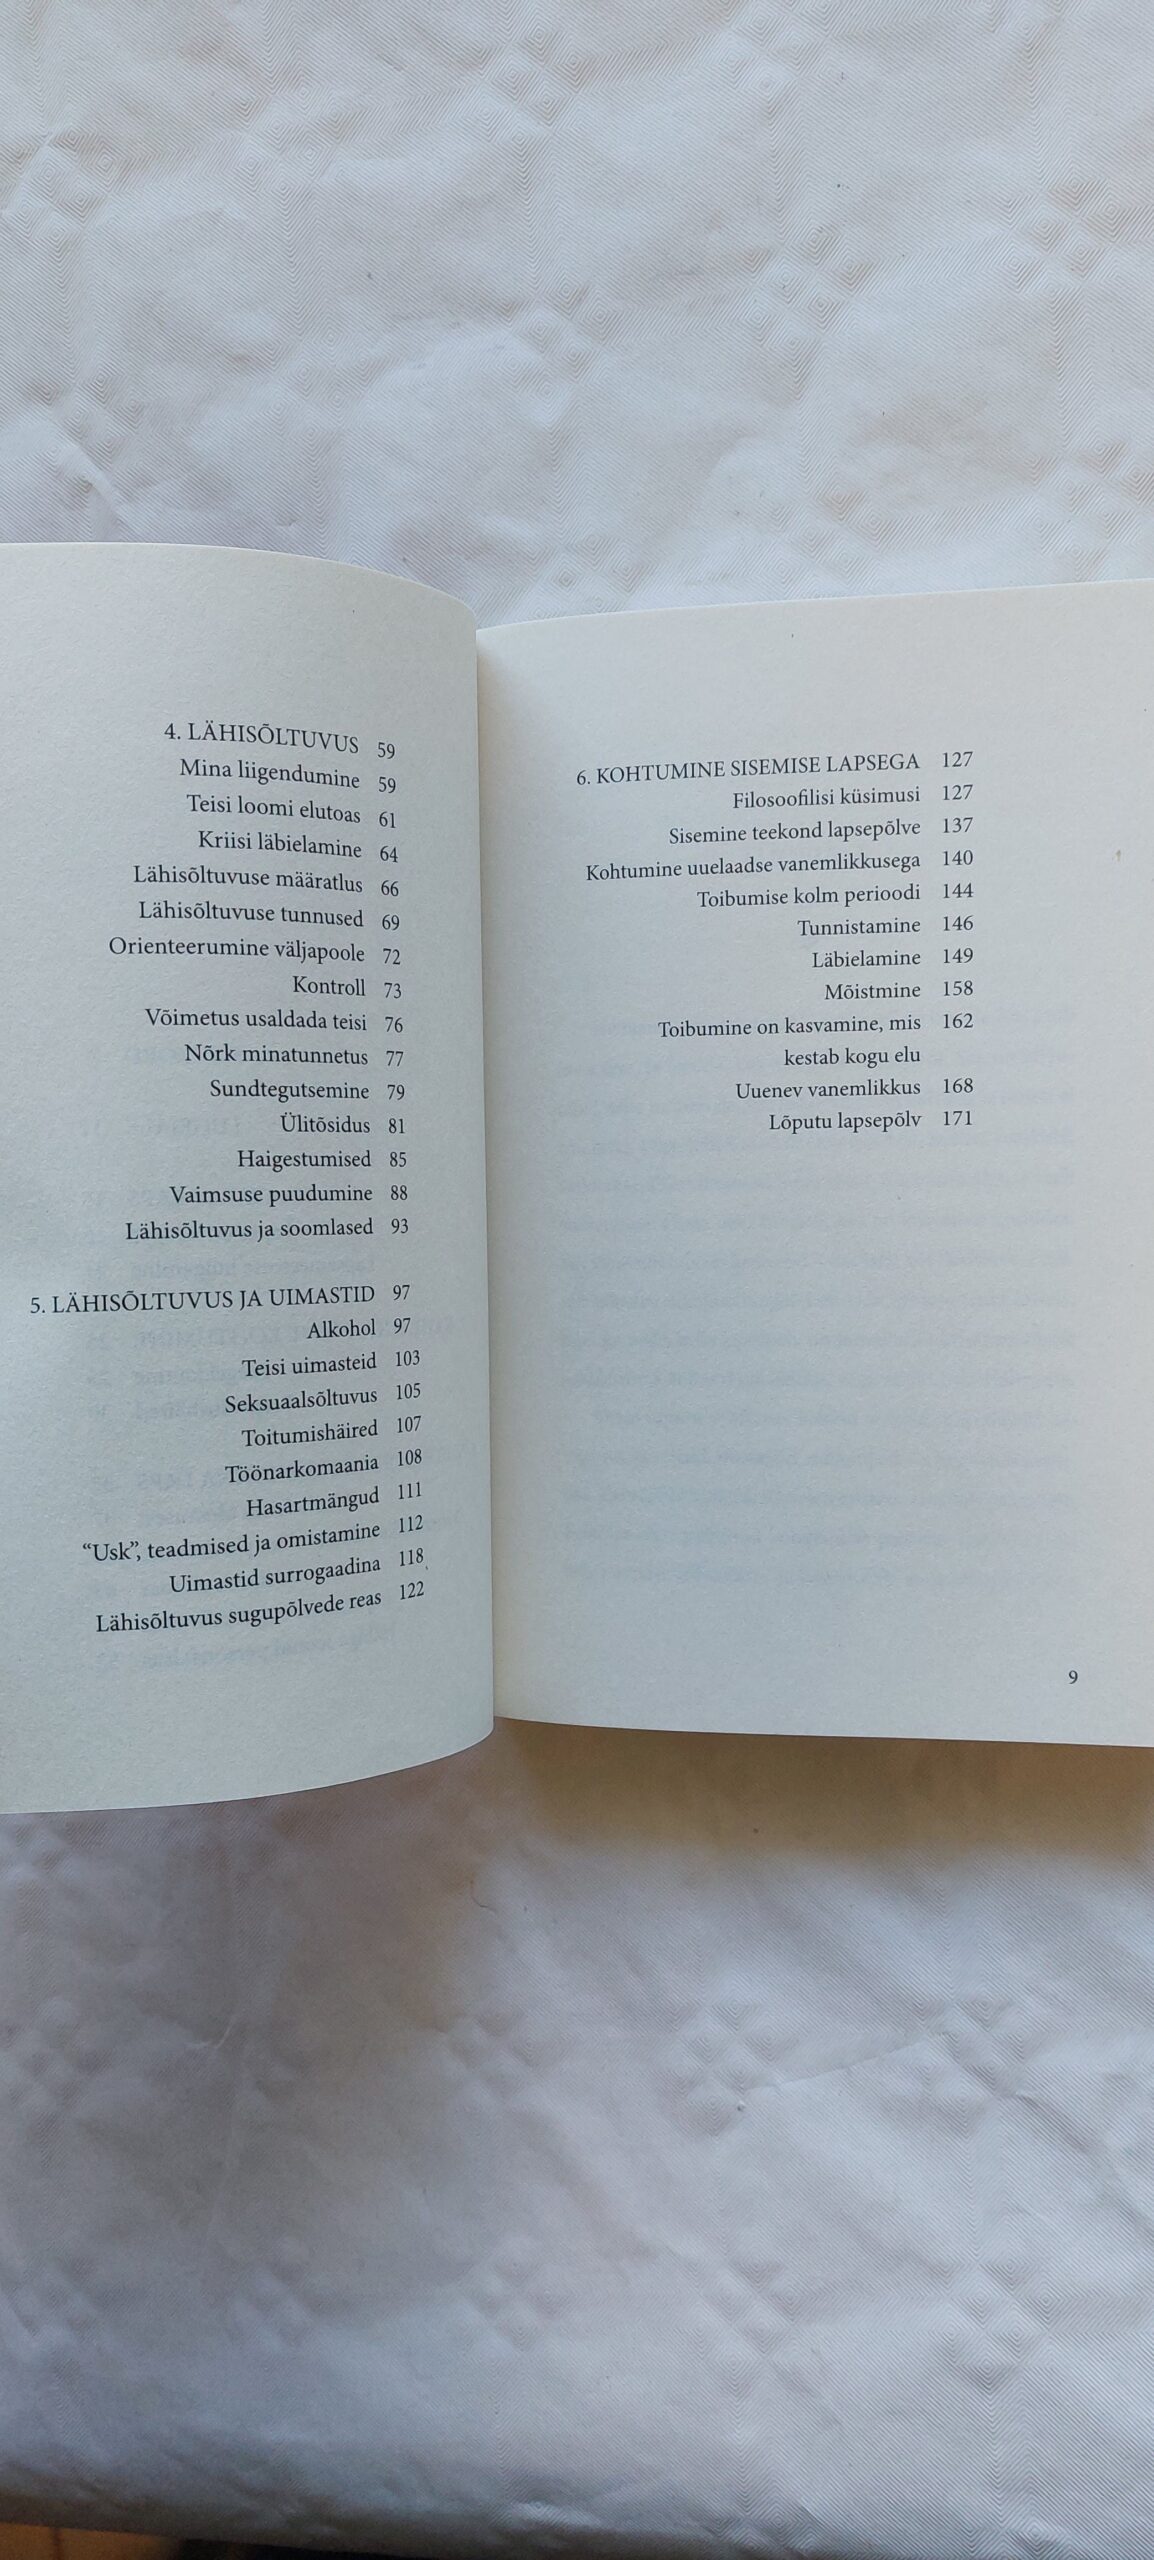 4. LÄHISÕLTUVUS 59
Mina liigendumine 59
Teisi loomi elutoas 61
Kriisi läbielamine 64
Lähisõltuvuse määratlus 66
Lähisõltuvuse tunnused 69
Orienteerumine väljapoole 72
Kontroll 73
Võimetus usaldada teisi 76
Nõrk minatunnetus 77
Sundtegutsemine 79
Ülitõsidus 81
Haigestumised 85
Vaimsuse puudumine 88
Lähisõltuvus ja soomlased 93
5. LÄHISÕLTUVUS JA UIMASTID 97
Alkohol 97
Teisi uimasteid 103
Seksuaalsõltuvus 105
Toitumishäired 107
Töönarkomaania 108
Hasartmängud 111
“Usk”, teadmised ja omistamine 112
Uimastid surrogaadina 118
Lähisõltuvus sugupõlvede reas 122
6. KOHTUMINE SISEMISE LAPSEGA 127
Filosoofilisi küsimusi 127
Sisemine teekond lapsepõlve 137
Kohtumine uuelaadse vanemlikkusega 140
Toibumise kolm perioodi 144
Tunnistamine 146
Läbielamine 149
Mõistmine 158
Toibumine on kasvamine, mis 162
kestab kogu elu
Uuenev vanemlikkus 168
Lõputu lapsepõlv 171
9